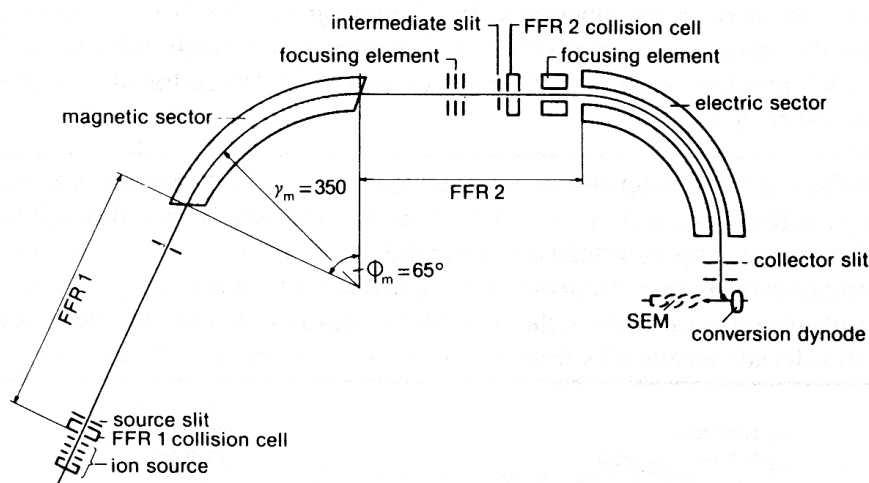 intermediate slit
FFR 2 collision cell
focusing element
focusing element
magnetic sector
electric sector
γm = 350
FFR 2
ϕm = 65°
FFR 1
collector slit
SEM
conversion dynode
source slit
FFR 1 collision cell
ion source